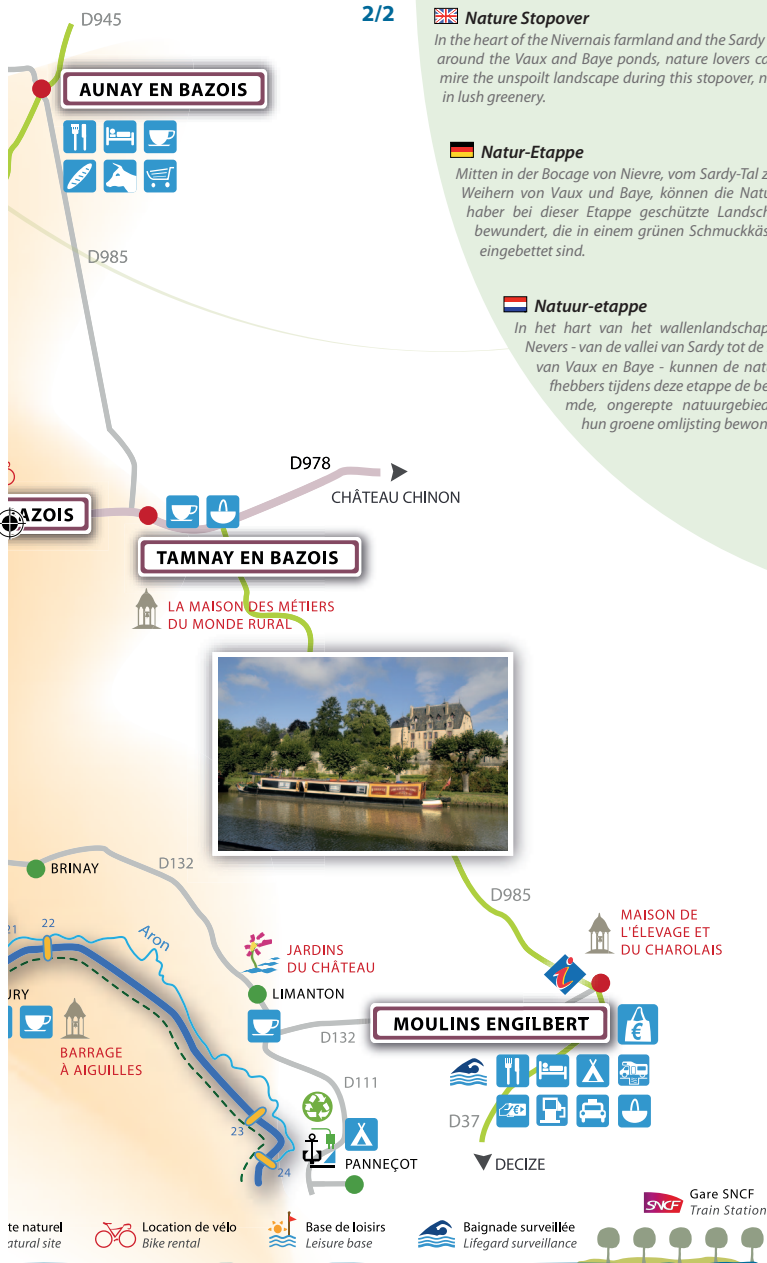 2/2
Nature Stopover
In the heart of the Nivernais farmland and the Sardy
around the Vaux and Baye ponds, nature lovers ca
mire the unspoilt landscape during this stopover, n
in lush greenery.
Natur-Etappe
Mitten in der Bocage von Nievre, vom Sardy-Tal z
Weihern von Vaux und Baye, können die Natu
haber bei dieser Etappe geschützte Landsch
bewundert, die in einem grünen Schmuckkäs
eingebettet sind.
Natuur-etappe
In het hart van het wallenlandschap
Nevers - van de vallei van Sardy tot de
van Vaux en Baye - kunnen de nat
fhebbers tijdens deze etappe de be
mde, ongerepte natuurgebied
hun groene omlijsting bewon
D945
AUNAY EN BAZOIS
D985
D978
CHÂTEAU CHINON
AZOIS
TAMNAY EN BAZOIS
LA MAISON DES MÉTIERS
DU MONDE RURAL
BRINAY
D132
D985
MAISON DE
L'ÉLEVAGE ET
DU CHAROLAIS
21
22
Aron
JARDINS
DU CHÂTEAU
i
LIMANTON
URY
MOULINS ENGILBERT
€
D132
BARRAGE
À AIGUILLES
D111
€
D37
23
24
PANNEÇOT
DECIZE
te naturel
atural site
Location de vélo
Bike rental
Base de loisirs
Leisure base
Baignade surveillée
Lifegard surveillance
SNCF
Gare SNCF
Train Station